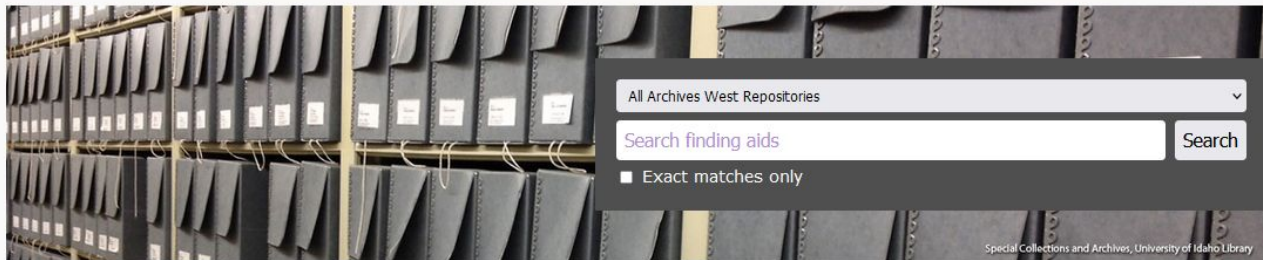 All Archives West Repositories
Search finding aids
Search
Exact matches only
Special Collections and Archives, University of Idaho Library